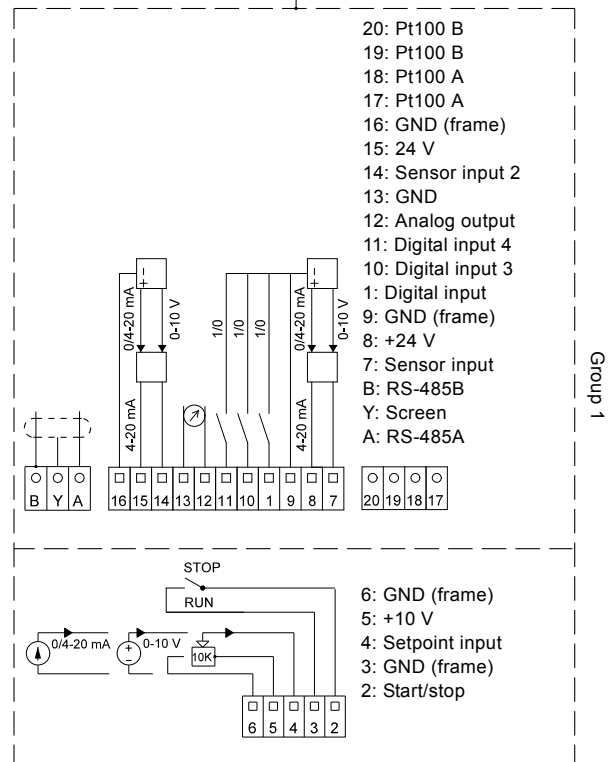 20: Pt100 B
19: Pt100 B
18: Pt100 A
17: Pt100 A
16: GND (frame)
15: 24 V
14: Sensor input 2
13: GND
12: Analog output
11: Digital input 4
10: Digital input 3
1: Digital input
9: GND (frame)
8: +24 V
7: Sensor input
B: RS-485B
Y: Screen
A: RS-485A
Group 1
- +
- +
0/4-20 mA
0-10 V
1/0
1/0
1/0
0/4-20 mA
0-10 V
4-20 mA
4-20 mA
B Y A
16 15 14 13 12 11 10 1 9 8 7
20 19 18 17
STOP
RUN
0/4-20 mA
+ -
0-10 V
10K
6 5 4 3 2
6: GND (frame)
5: +10 V
4: Setpoint input
3: GND (frame)
2: Start/stop